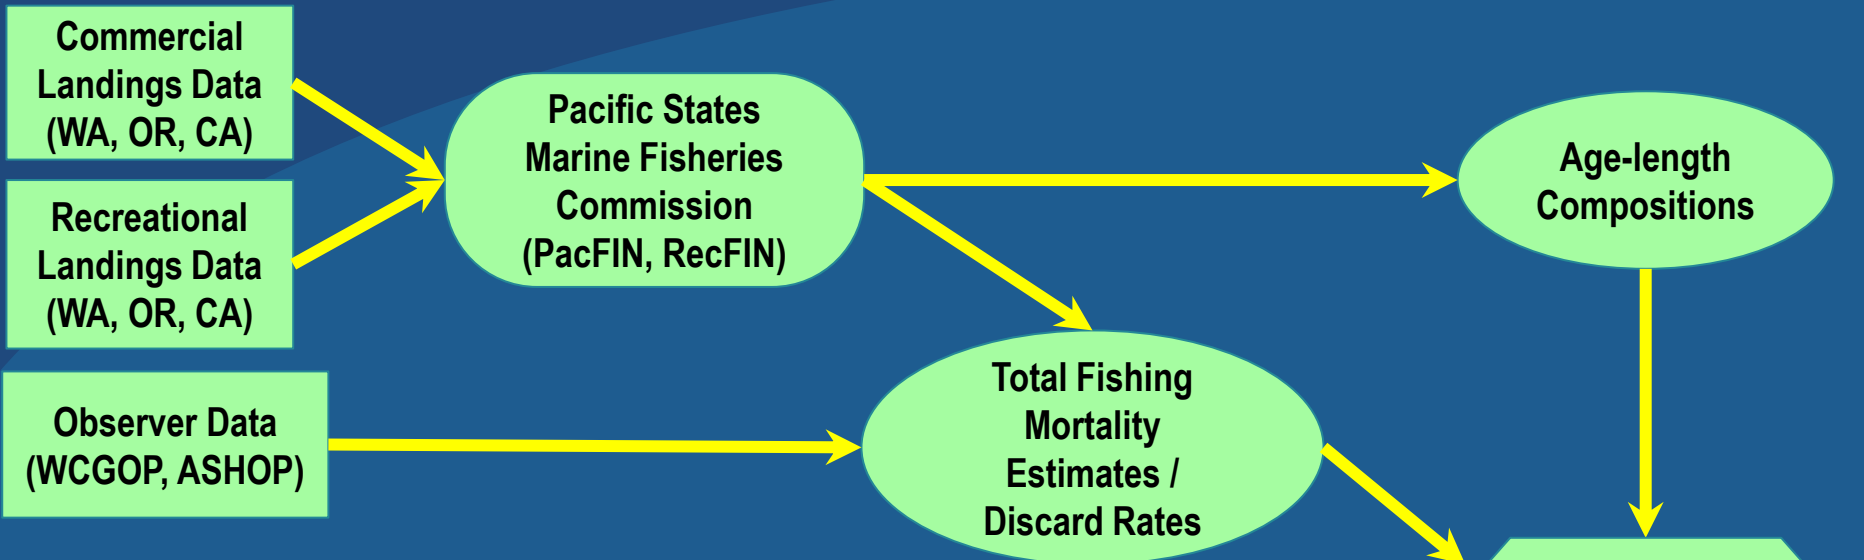 Commercial
Landings Data
(WA, OR, CA)
Pacific States
Marine Fisheries
Commission
(PacFIN, RecFIN)
Age-length
Compositions
Recreational
Landings Data
(WA, OR, CA)
Total Fishing
Mortality
Estimates /
Discard Rates
Observer Data
(WCGOP, ASHOP)